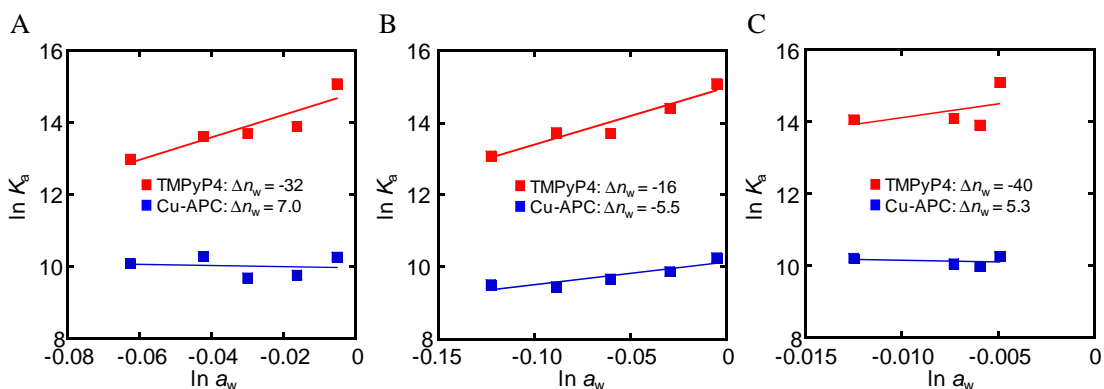 A
16
14
12
10
8
ln Ka
TMPyP4: Δnw = -32
Cu-APC: Δnw = 7.0
-0.08 -0.06 -0.04 -0.02 0
ln aw
B
16
14
12
10
8
ln Ka
TMPyP4: Δnw = -16
Cu-APC: Δnw = -5.5
-0.15 -0.10 -0.05 0
ln aw
C
16
14
12
10
8
ln Ka
TMPyP4: Δnw = -40
Cu-APC: Δnw = 5.3
-0.015 -0.010 -0.005 0
ln aw